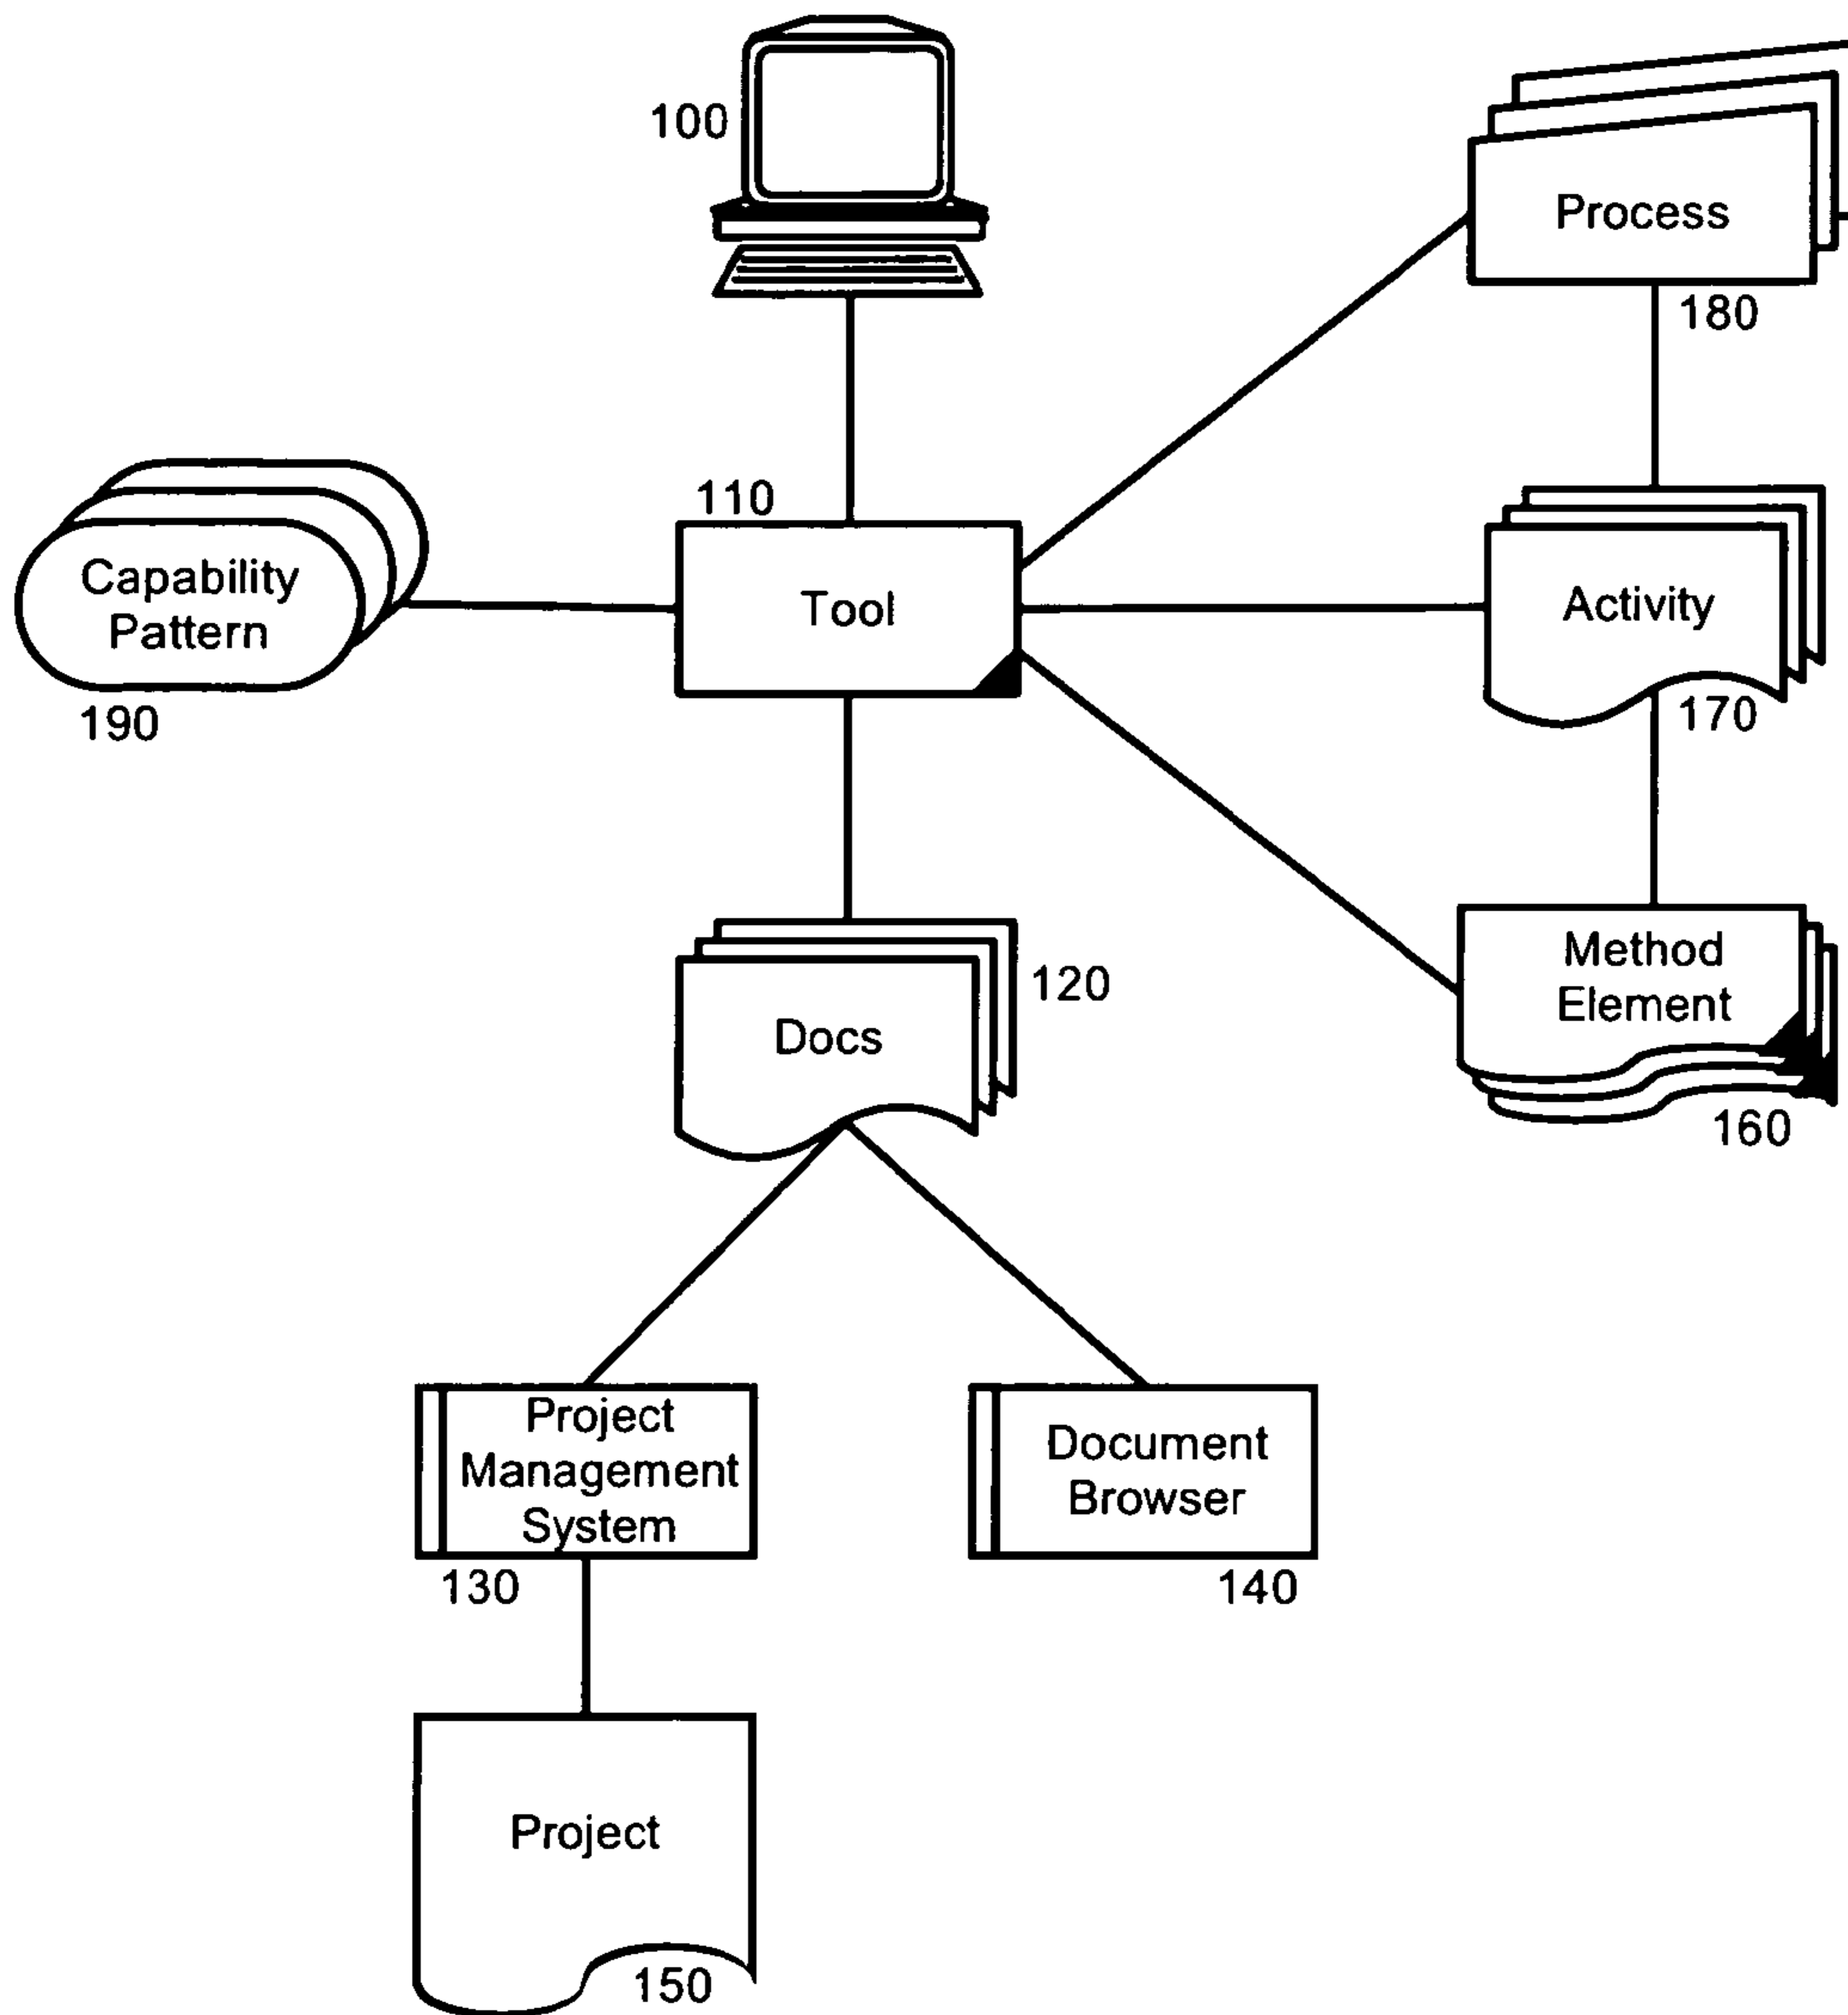 100
Process
180
110
Capability
Pattern
190
Tool
Activity
170
120
Docs
Method
Element
160
Project
Management
System
130
Document
Browser
140
Project
150